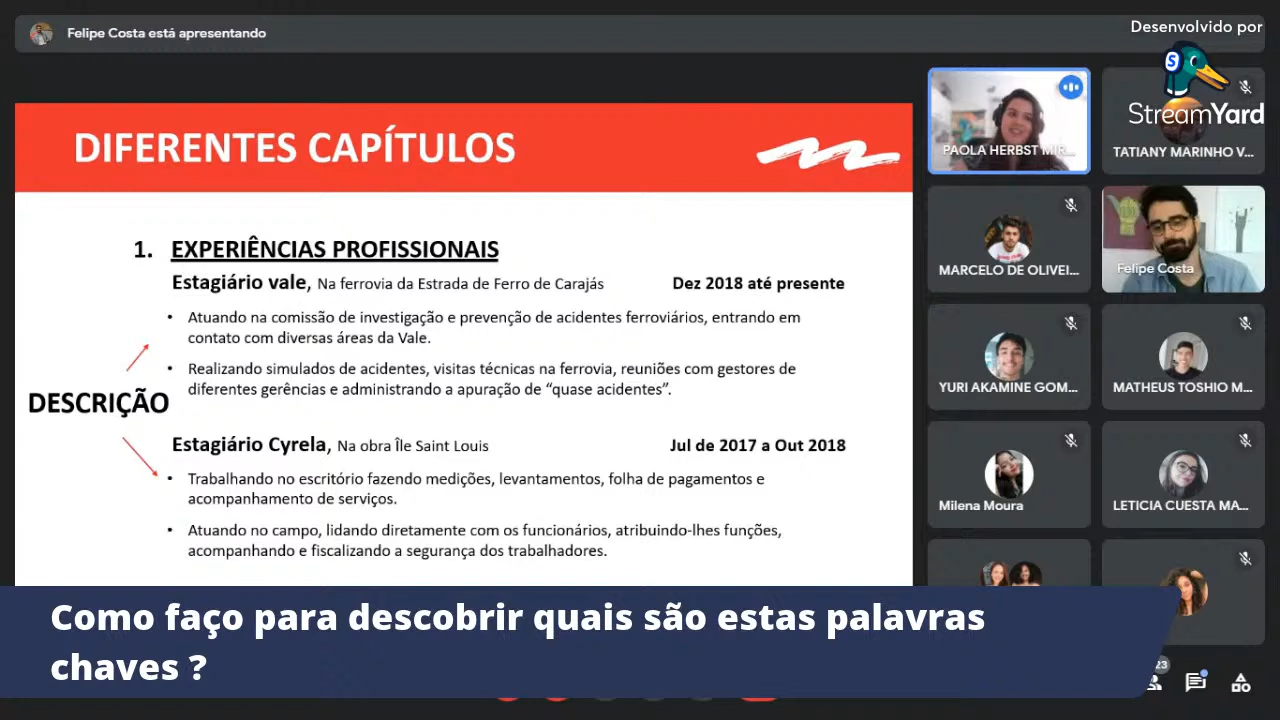 Felipe Costa está apresentando
Desenvolvido por
StreamYard
DIFERENTES CAPÍTULOS
1. EXPERIÊNCIAS PROFISSIONAIS
Estagiário vale, Na ferrovia da Estrada de Ferro de Carajás Dez 2018 até presente
• Atuando na comissão de investigação e prevenção de acidentes ferroviários, entrando em
contato com diversas áreas da Vale.
• Realizando simulados de acidentes, visitas técnicas na ferrovia, reuniões com gestores de
diferentes gerências e administrando a apuração de “quase acidentes”.
DESCRIÇÃO
Estagiário Cyrela, Na obra Île Saint Louis Jul de 2017 a Out 2018
• Trabalhando no escritório fazendo medições, levantamentos, folha de pagamentos e
acompanhamento de serviços.
• Atuando no campo, lidando diretamente com os funcionários, atribuindo-lhes funções,
acompanhando e fiscalizando a segurança dos trabalhadores.
PAOLA HERBST MIR...
TATIANY MARINHO V...
MARCELO DE OLIVEI...
Felipe Costa
YURI AKAMINE GOM...
MATHEUS TOSHIO M...
Milena Moura
LETICIA CUESTA MA...
Como faço para descobrir quais são estas palavras
chaves ?
23